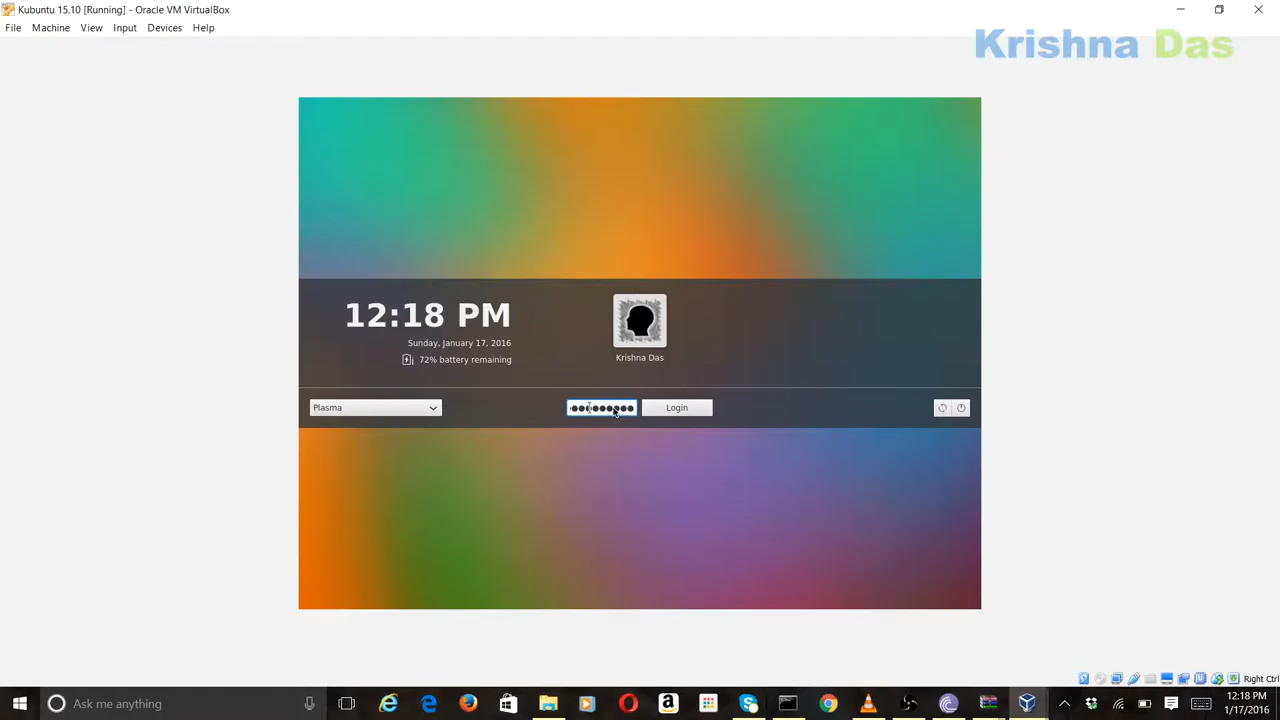 Kubuntu 15.10 [Running] - Oracle VM VirtualBox
File Machine View Input Devices Help
Krishna Das
12:18 PM
Sunday, January 17, 2016
72% battery remaining
Krishna Das
Plasma
Login
Right Ctrl
Ask me anything
12:18 PM
1/17/2016